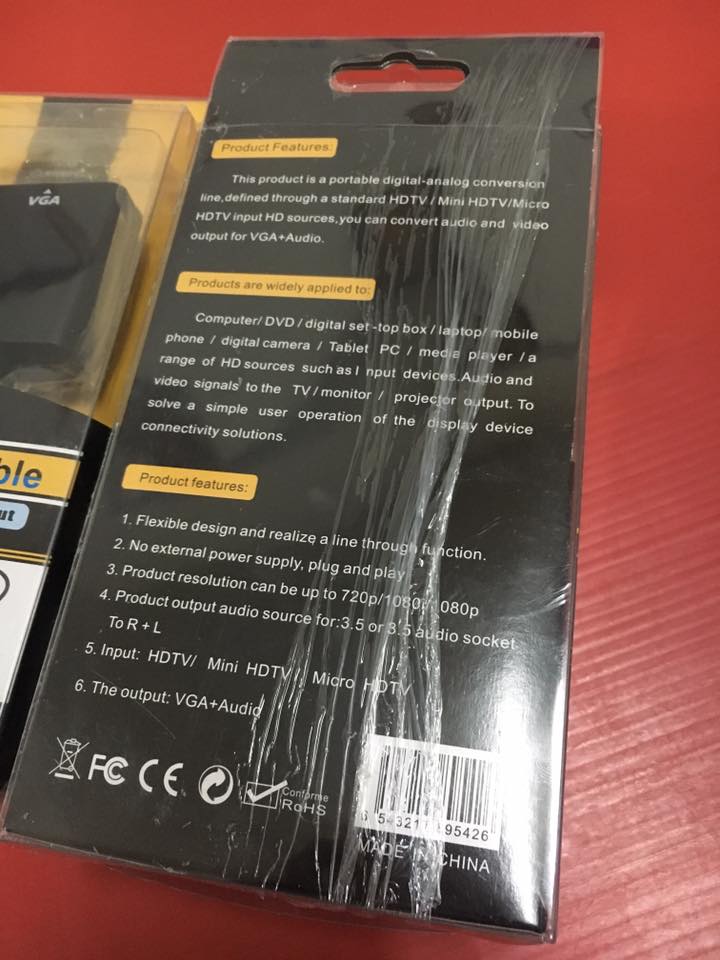 VGA
ble
ut
Product Features:
This product is a portable digital-analog conversion
line,defined through a standard HDTV / Mini HDTV/Micro
HDTV input HD sources,you can convert audio and video
output for VGA+Audio.
Products are widely applied to:
Computer/ DVD / digital set-top box / laptop/ mobile
phone / digital camera / Tablet PC / media player / a
range of HD sources such as I nput devices.Audio and
video signals to the TV/monitor / projector output. To
solve a simple user operation of the display device
connectivity solutions.
Product features:
1. Flexible design and realize a line through function.
2. No external power supply, plug and play
3. Product resolution can be up to 720p/1080i/1080p
4. Product output audio source for:3.5 or 3.5 audio socket
To R + L
5. Input: HDTV/ Mini HDTV/ Micro HDTV
6. The output: VGA+Audio
FC CE
Conforme
RoHS
95426
MADE IN CHINA